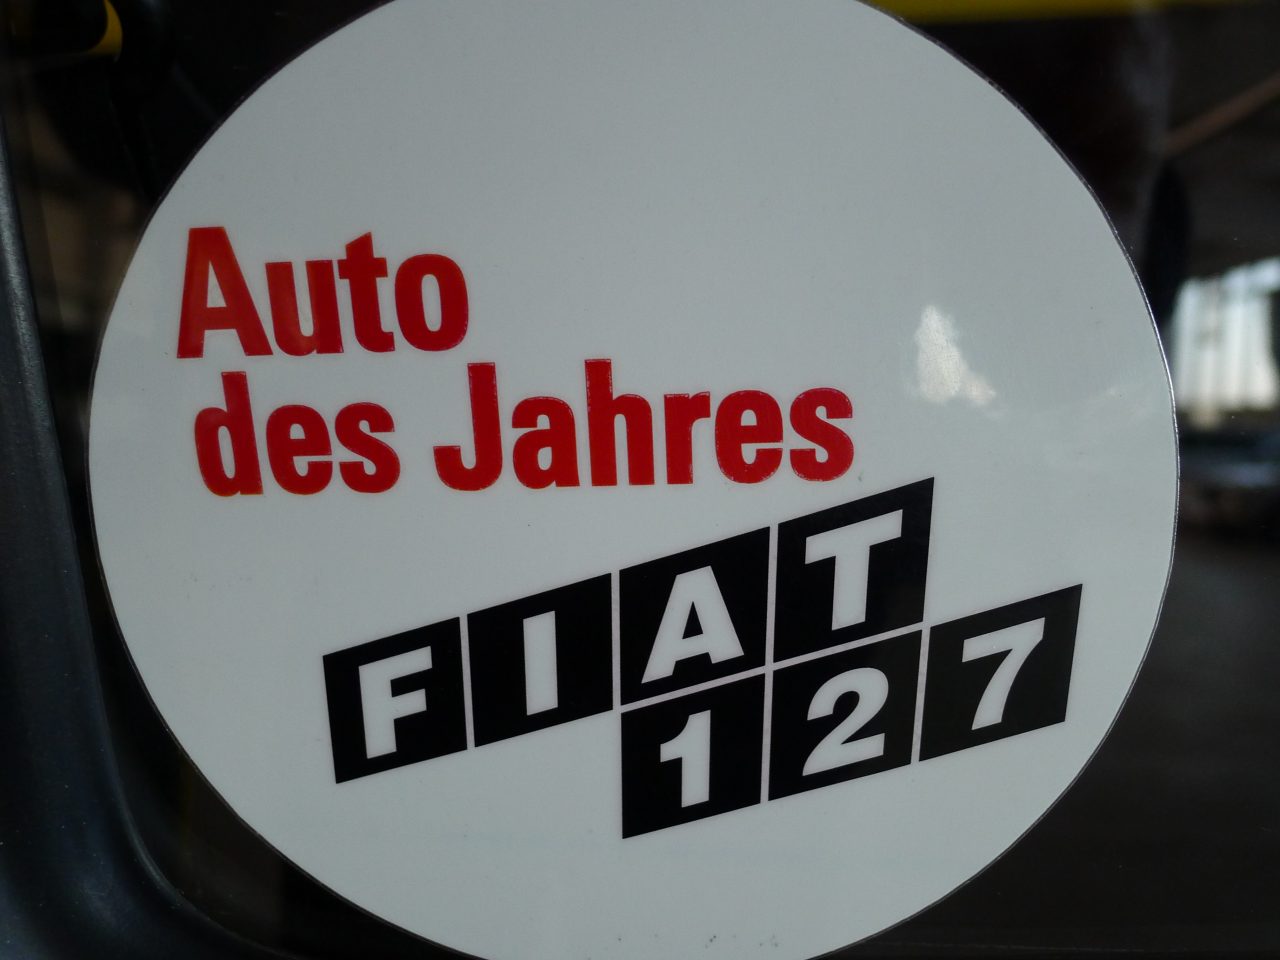 Auto
des Jahres
FIAT
127